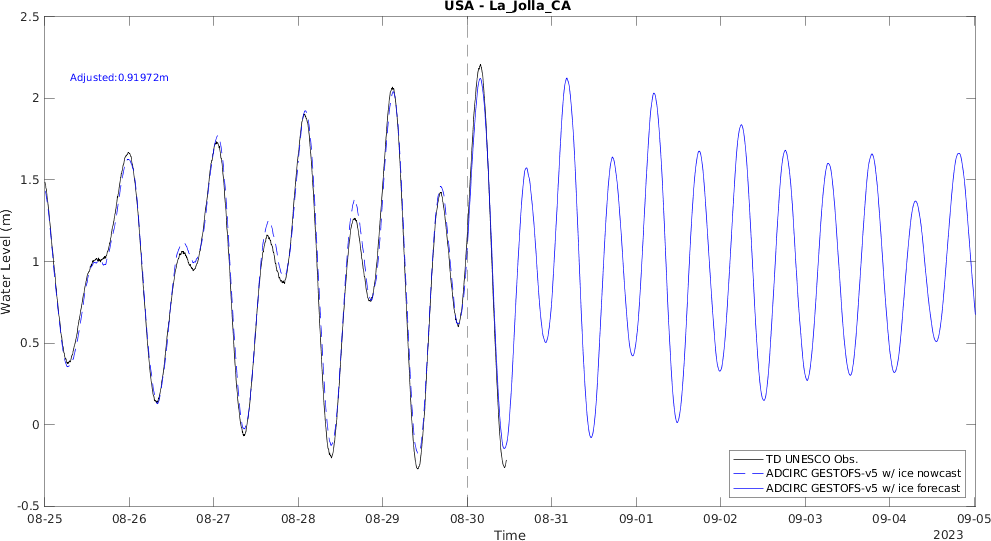 USA - La_Jolla_CA
2.5
Adjusted:0.91972m
2
1.5
Water Level (m)
1
0.5
0
TD UNESCO Obs.
ADCIRC GESTOFS-v5 w/ ice nowcast
ADCIRC GESTOFS-v5 w/ ice forecast
-0.5
08-25 08-26 08-27 08-28 08-29 08-30 08-31 09-01 09-02 09-03 09-04 09-05
Time
2023